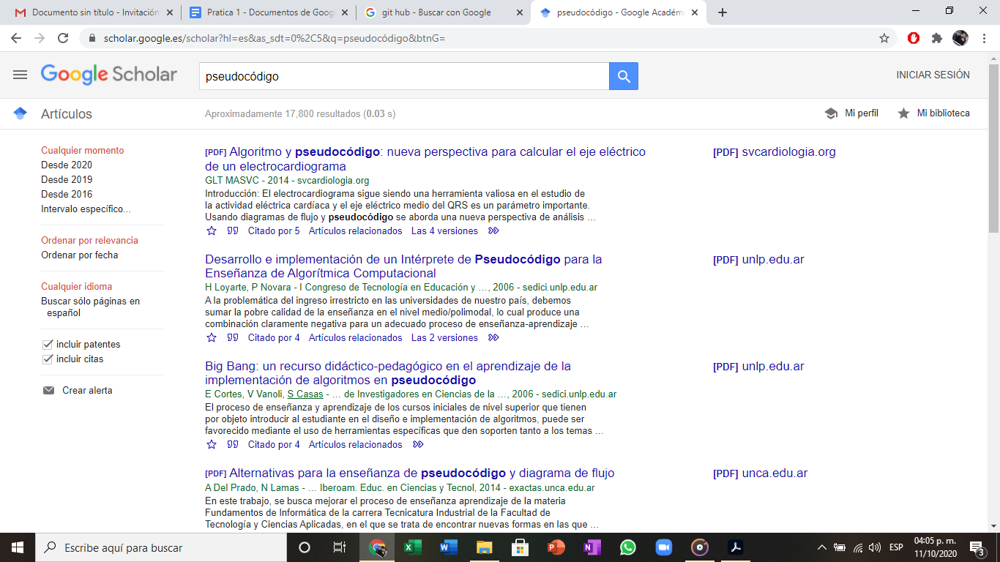 Documento sin título - Invitación
Pratica 1 - Documentos de Goog
git hub - Buscar con Google
pseudocódigo - Google Académ
scholar.google.es/scholar?hl=es&as_sdt=0%2C5&q=pseudocódigo&btnG=
Google Scholar
pseudocódigo
INICIAR SESIÓN
Artículos
Aproximadamente 17,800 resultados (0.03 s)
Mi perfil
Mi biblioteca
Cualquier momento
Desde 2020
Desde 2019
Desde 2016
Intervalo específico...
Ordenar por relevancia
Ordenar por fecha
Cualquier idioma
Buscar sólo páginas en
español
incluir patentes
incluir citas
Crear alerta
[PDF] Algoritmo y pseudocódigo: nueva perspectiva para calcular el eje eléctrico
de un electrocardiograma
GLT MASVC - 2014 - svcardiologia.org
Introducción: El electrocardiograma sigue siendo una herramienta valiosa en el estudio de
la actividad eléctrica cardíaca y el eje eléctrico medio del QRS es un parámetro importante.
Usando diagramas de flujo y pseudocódigo se aborda una nueva perspectiva de análisis …
Citado por 5 Artículos relacionados Las 4 versiones
[PDF] svcardiologia.org
Desarrollo e implementación de un Intérprete de Pseudocódigo para la
Enseñanza de Algorítmica Computacional
H Loyarte, P Novara - I Congreso de Tecnología en Educación y …, 2006 - sedici.unlp.edu.ar
A la problemática del ingreso irrestricto en las universidades de nuestro país, debemos
sumar la pobre calidad de la enseñanza en el nivel medio/polimodal, lo cual produce una
combinación claramente negativa para un adecuado proceso de enseñanza-aprendizaje …
Citado por 4 Artículos relacionados Las 2 versiones
[PDF] unlp.edu.ar
Big Bang: un recurso didáctico-pedagógico en el aprendizaje de la
implementación de algoritmos en pseudocódigo
E Cortes, V Vanoli, S Casas - … de Investigadores en Ciencias de la …, 2006 - sedici.unlp.edu.ar
El proceso de enseñanza y aprendizaje de los cursos iniciales de nivel superior que tienen
por objeto introducir al estudiante en el diseño e implementación de algoritmos, puede ser
favorecido mediante el uso de herramientas específicas que den soporten tanto a los temas …
Citado por 4 Artículos relacionados
[PDF] unlp.edu.ar
[PDF] Alternativas para la enseñanza de pseudocódigo y diagrama de flujo
A Del Prado, N Lamas - … Iberoam. Educ. en Ciencias y Tecnol, 2014 - exactas.unca.edu.ar
En este trabajo, se busca mejorar el proceso de enseñanza aprendizaje de la materia
Fundamentos de Informática de la carrera Tecnicatura Industrial de la Facultad de
Tecnología y Ciencias Aplicadas, en el que se trata de encontrar nuevas formas en las que …
[PDF] unca.edu.ar
Escribe aquí para buscar
ESP
04:05 p. m.
11/10/2020
3